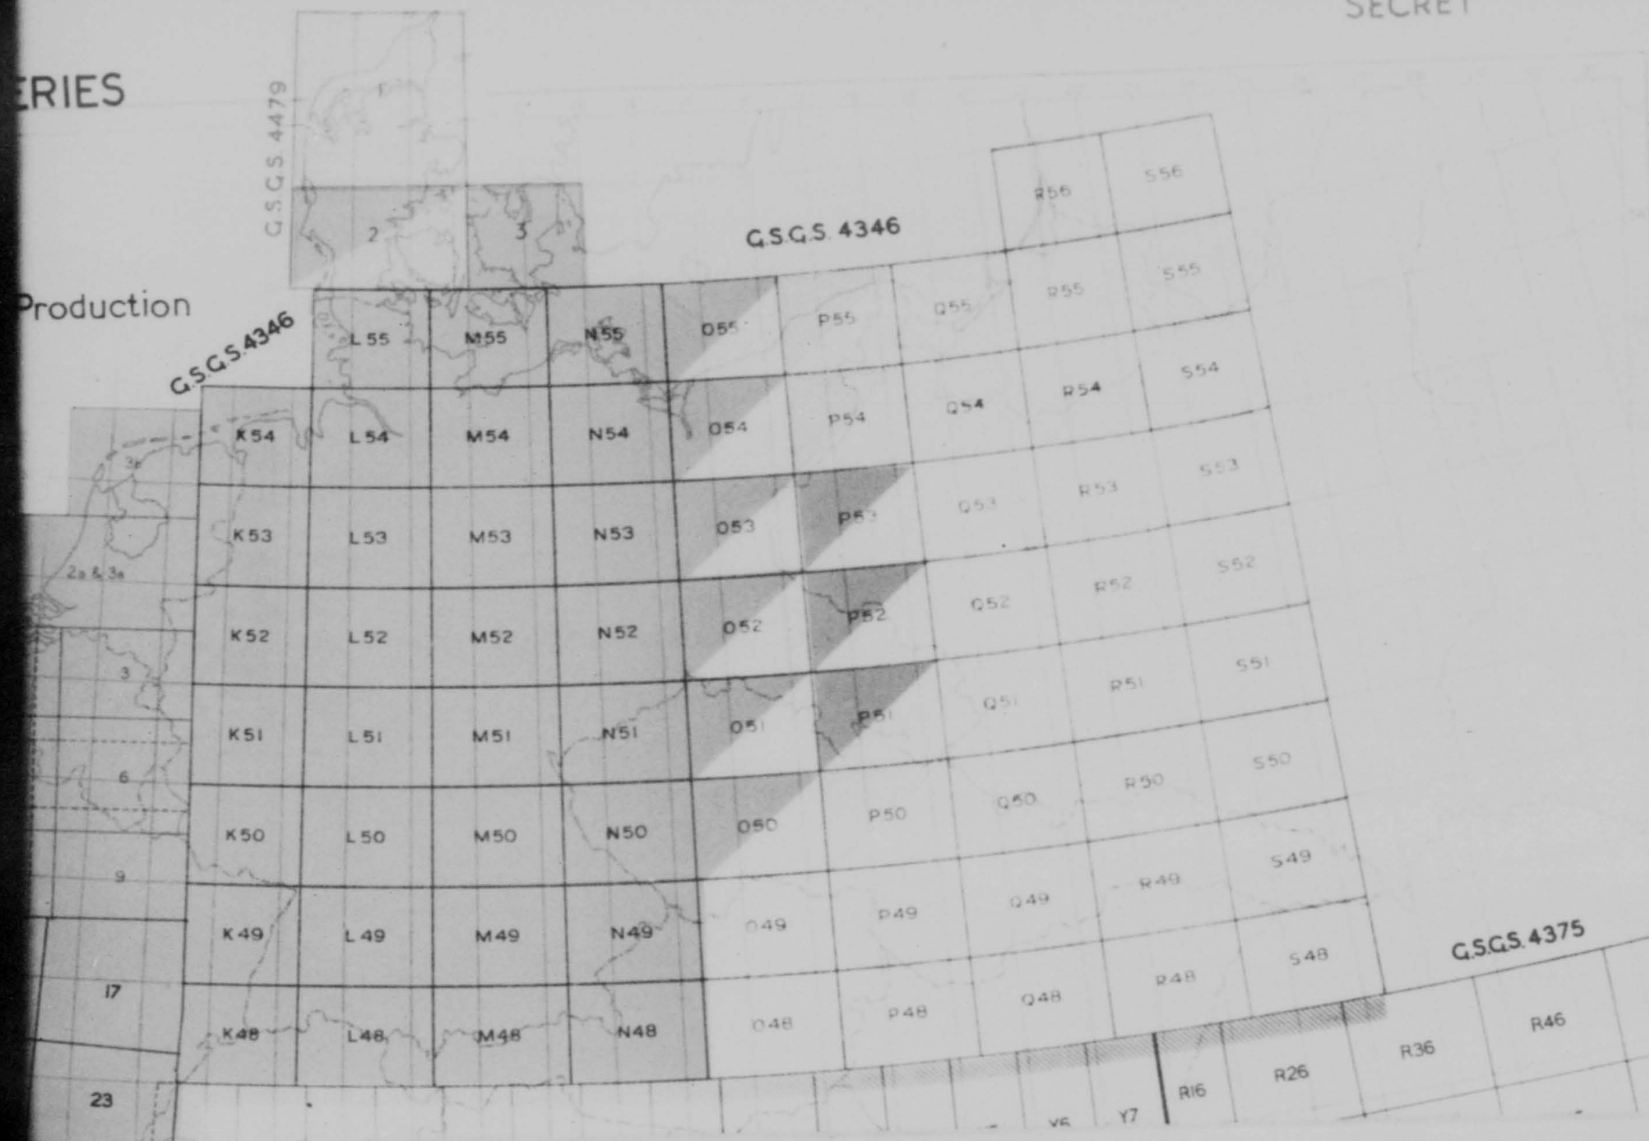 SECRET
ERIES
G.S.G.S. 4479
2
3
G.S.G.S. 4346
R56 S56
Production
G.S.G.S. 4346
L55 M55 N55 O55 P55 Q55 R55 S55
K54 L54 M54 N54 O54 P54 Q54 R54 S54
K53 L53 M53 N53 O53 P53 Q53 R53 S53
2a & 3a
K52 L52 M52 N52 O52 P52 Q52 R52 S52
3
K51 L51 M51 N51 O51 P51 Q51 R51 S51
6
K50 L50 M50 N50 O50 P50 Q50 R50 S50
9
K49 L49 M49 N49 O49 P49 Q49 R49 S49
17
K48 L48 M48 N48 O48 P48 Q48 R48 S48
G.S.G.S. 4375
23
Y6 Y7 R16 R26 R36 R46